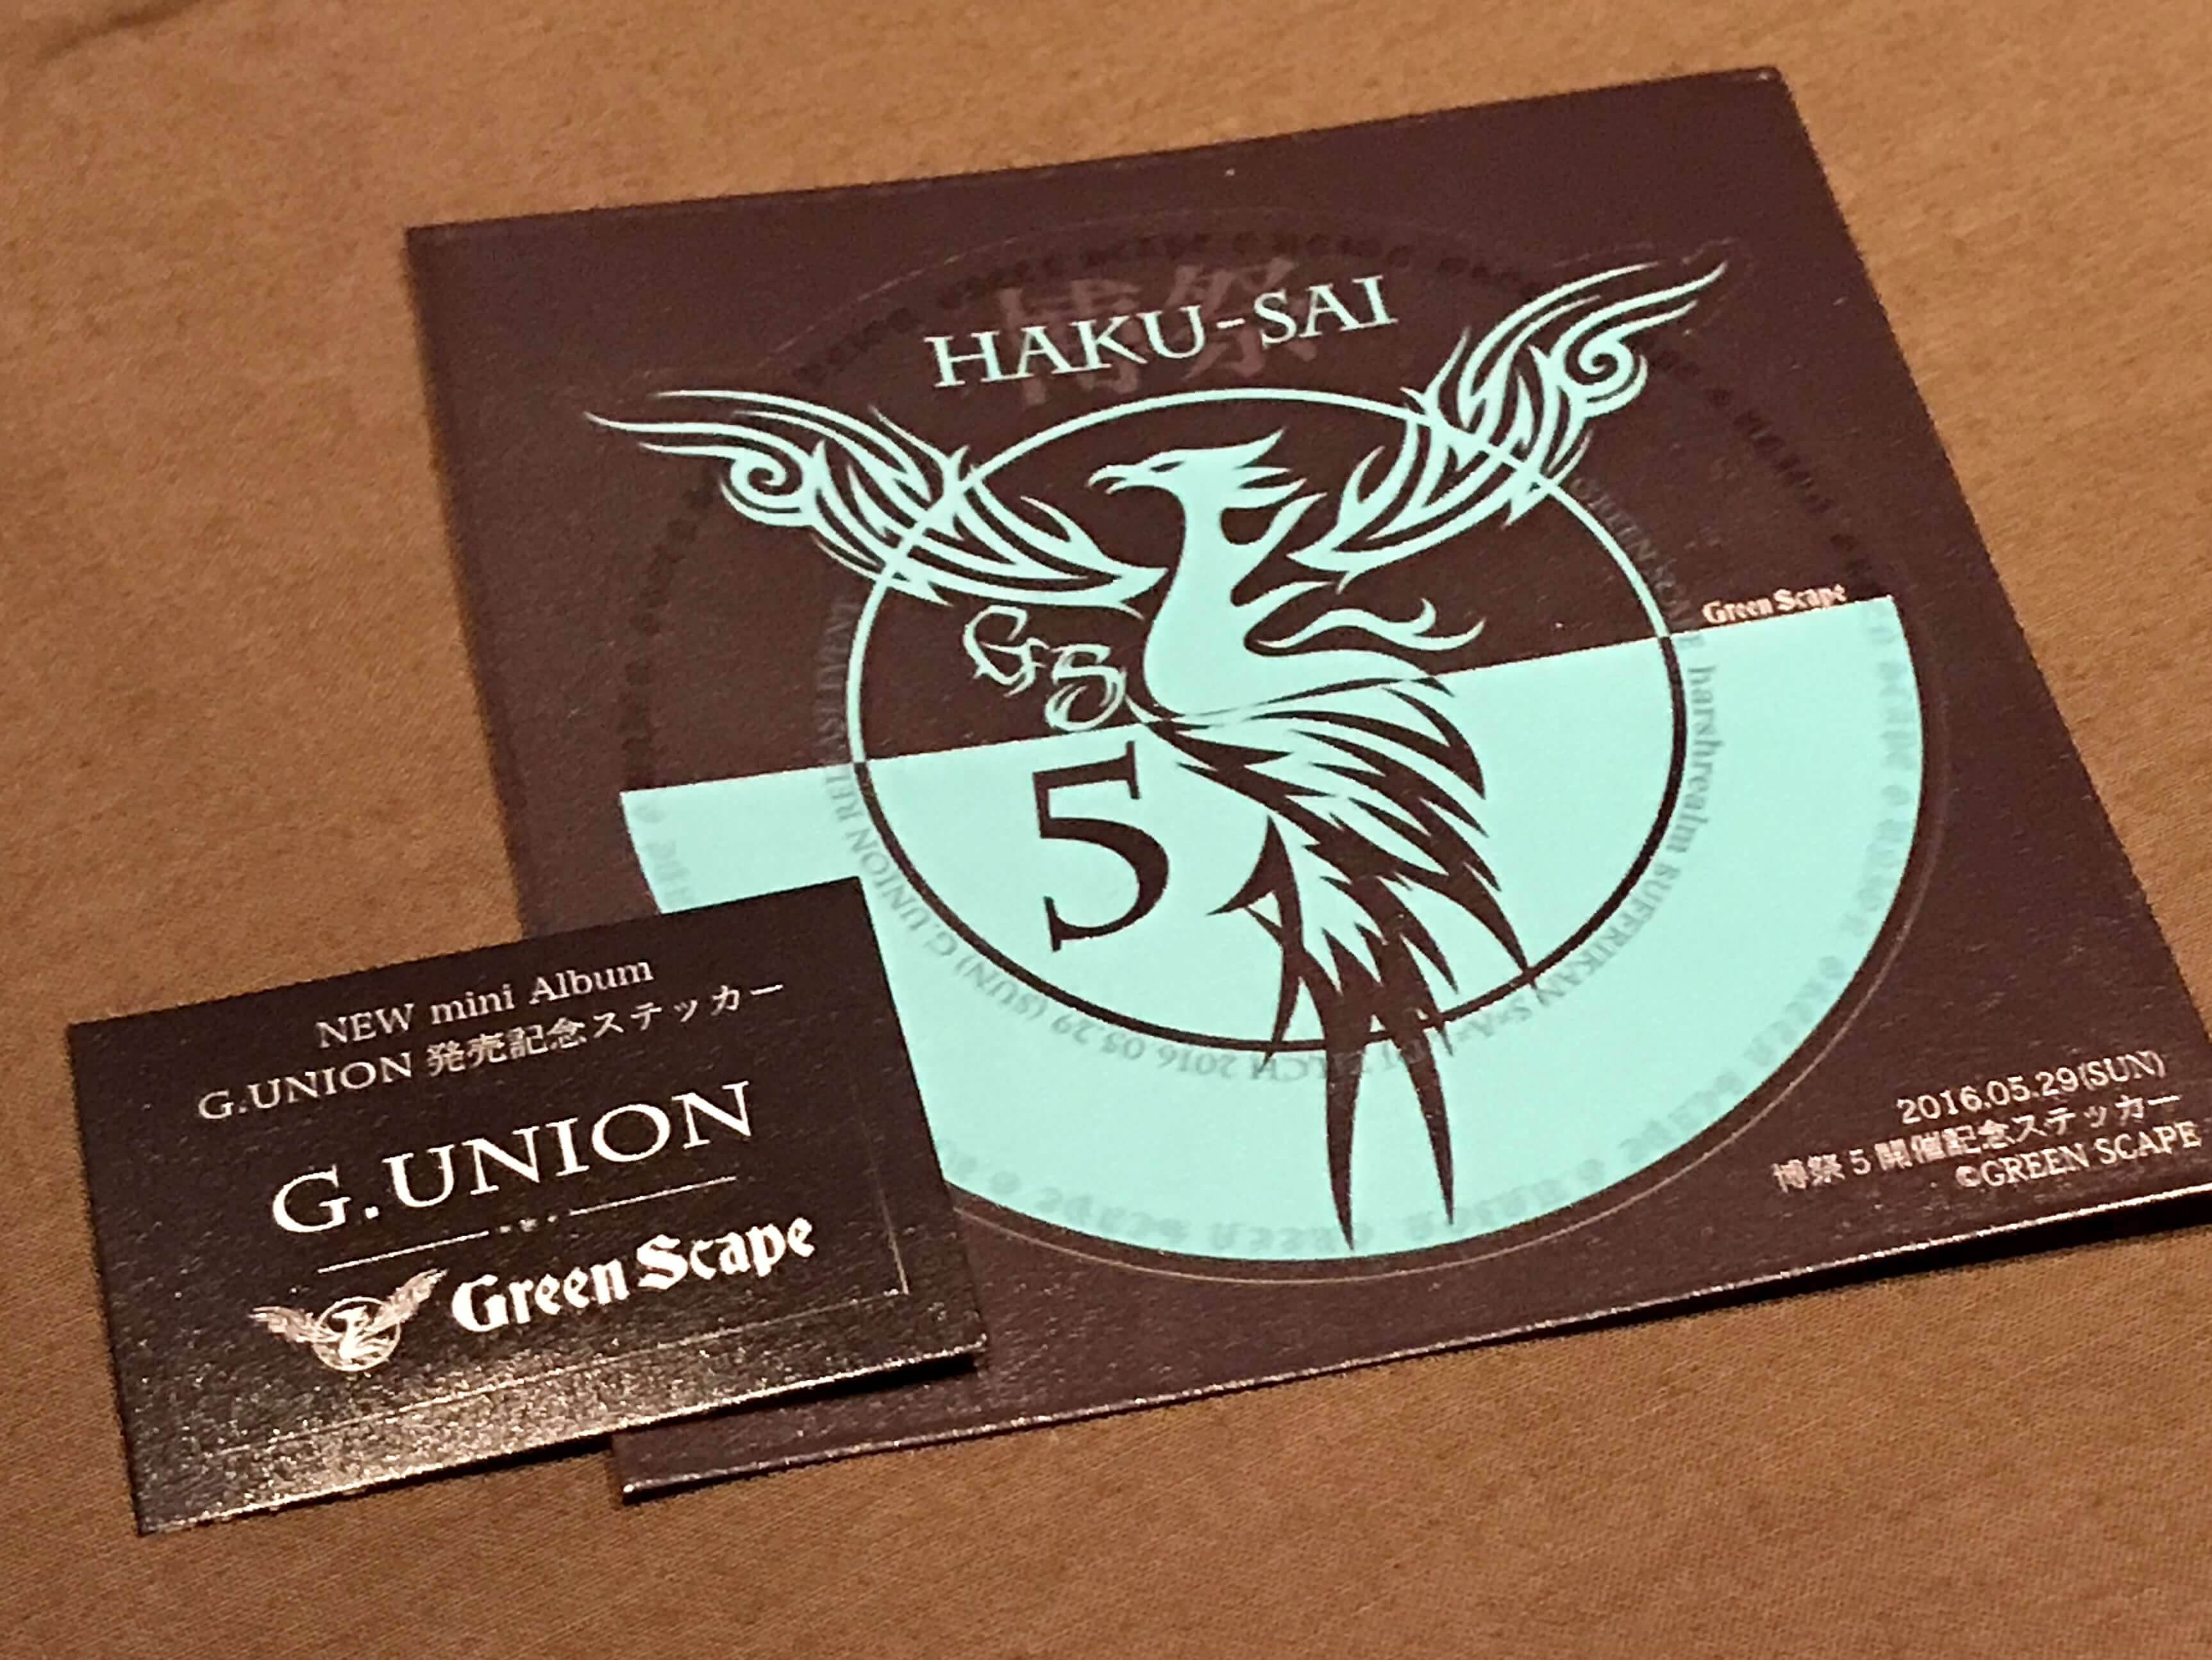 博祭
HAKU-SAI
GS
5
Green Scape
harshrealm
G.UNION
2016 05.29 (SUN)
2016.05.29(SUN)
博祭5開催記念ステッカー
©GREEN SCAPE
NEW mini Album
G.UNION 発売記念ステッカー
G.UNION
Green Scape